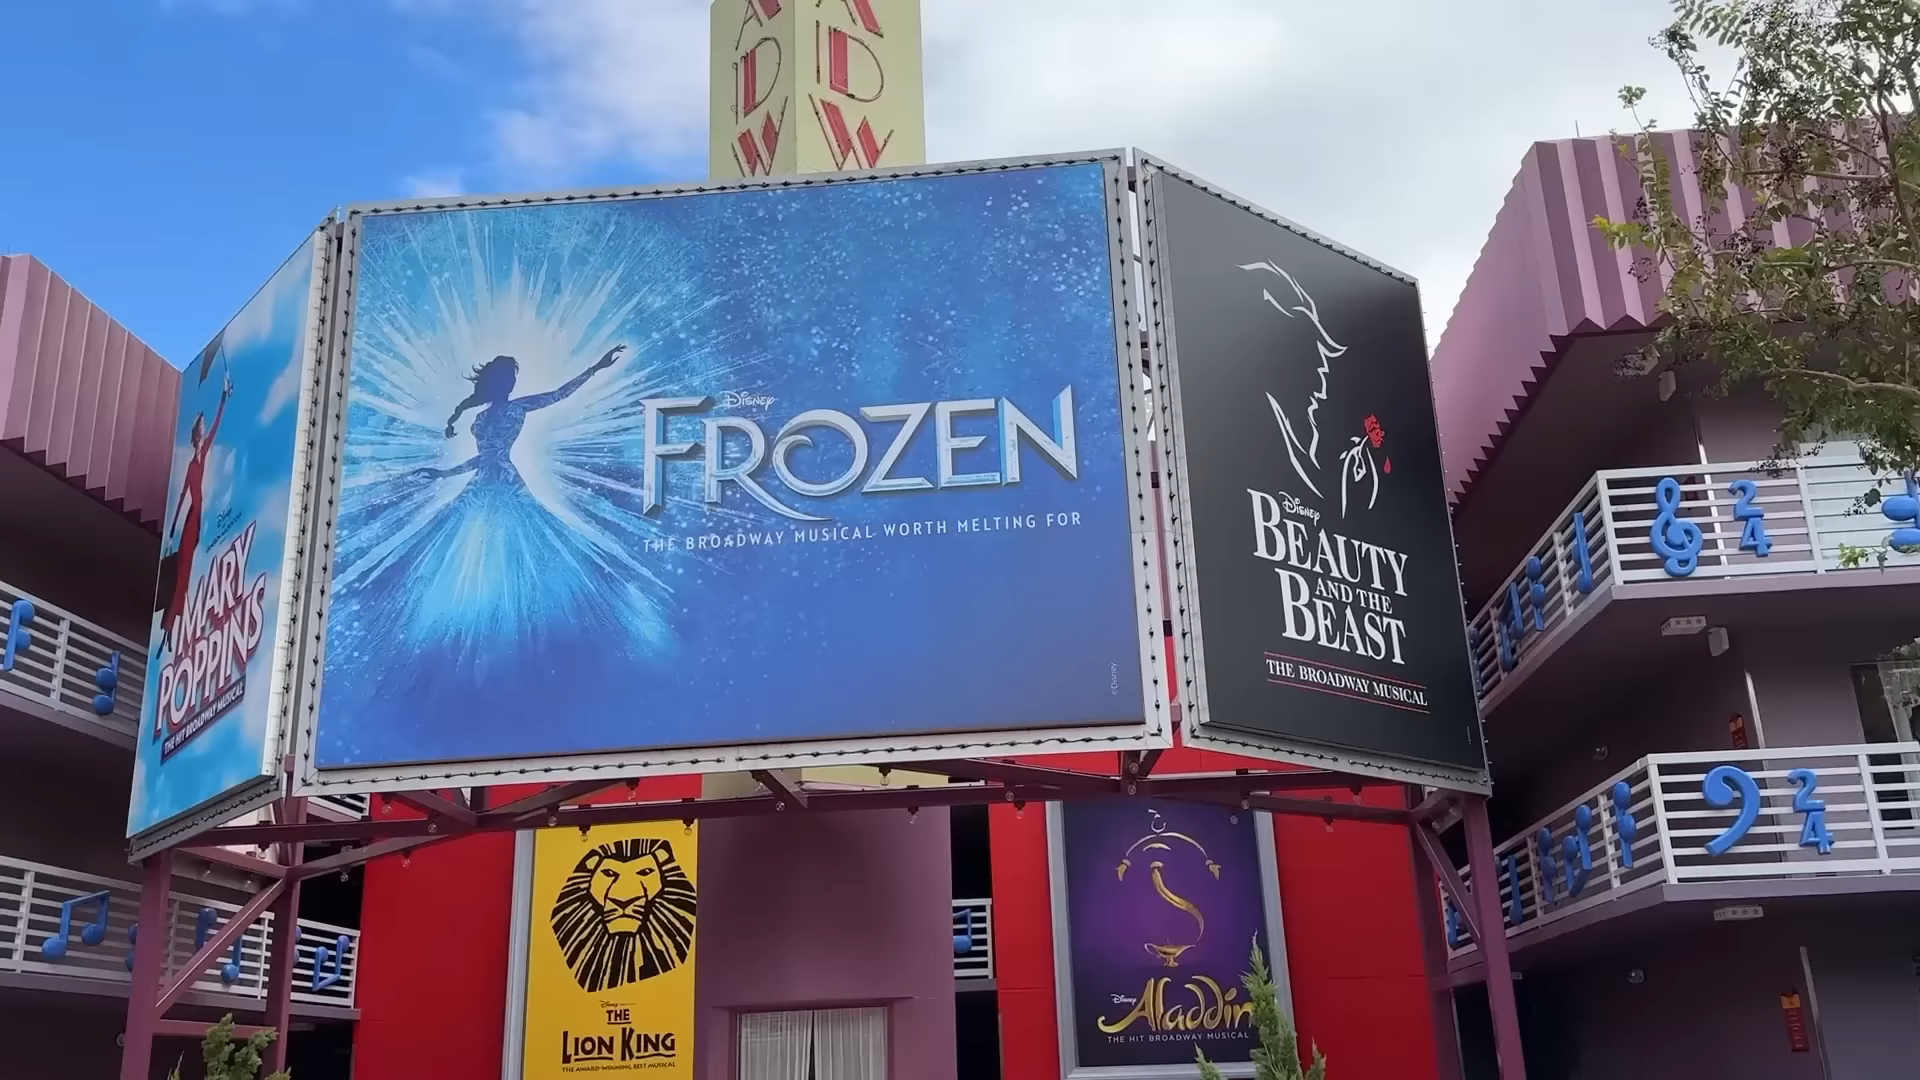 A
D
W
A
D
W
Disney
MARY
POPPINS
THE HIT BROADWAY MUSICAL
Disney
FROZEN
THE BROADWAY MUSICAL WORTH MELTING FOR
©Disney
Disney
BEAUTY
AND THE
BEAST
THE BROADWAY MUSICAL
2
4
2
4
Disney
THE
LION KING
THE AWARD-WINNING BEST MUSICAL
Disney
Aladdin
THE HIT BROADWAY MUSICAL